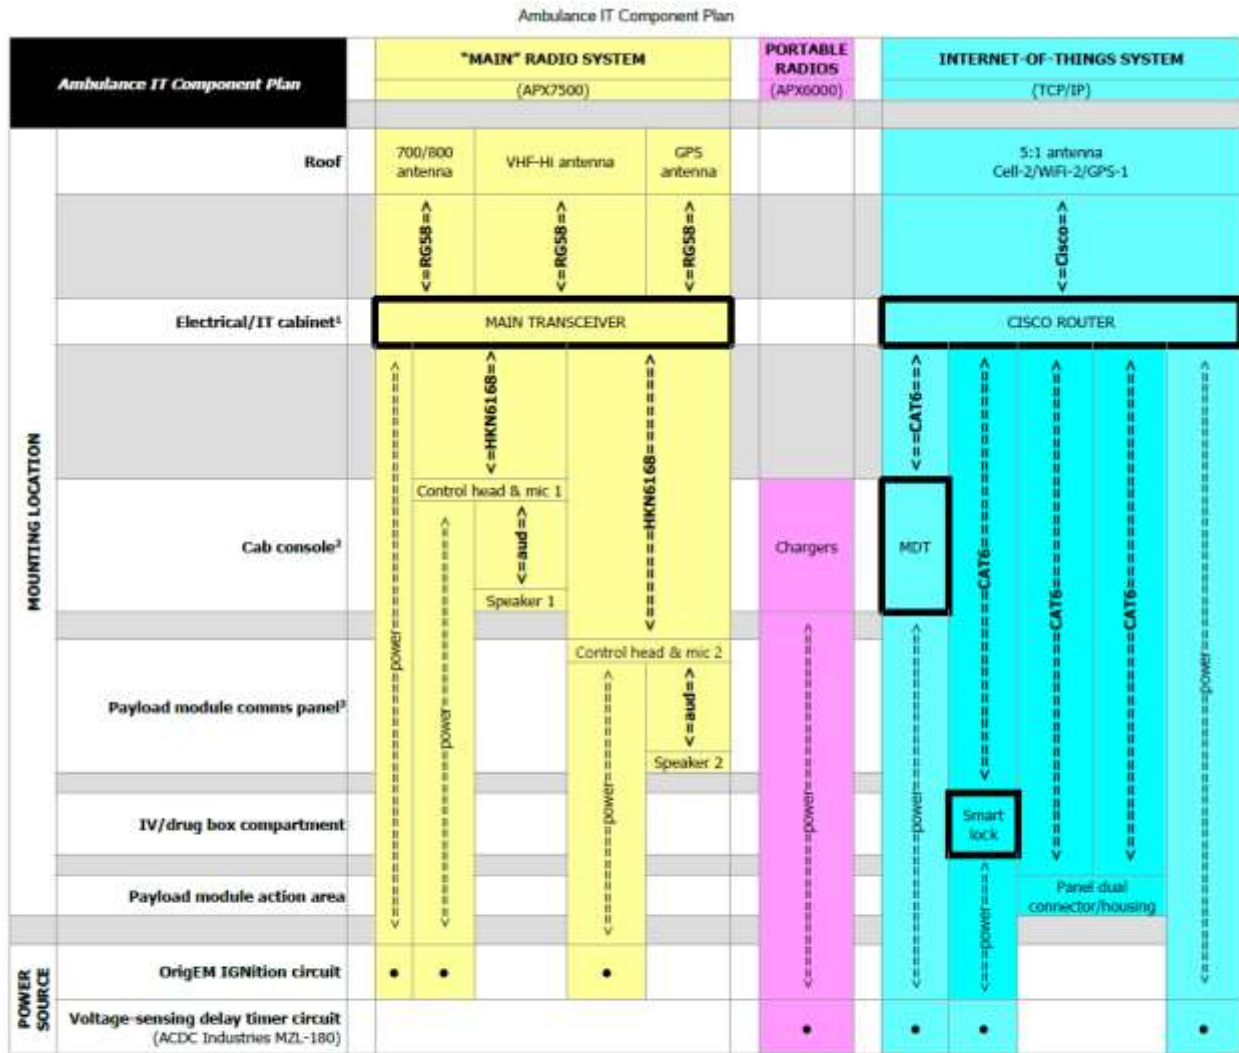 Ambulance IT Component Plan
Ambulance IT Component Plan
"MAIN" RADIO SYSTEM
(APX7500)
PORTABLE
RADIOS
(APX6000)
INTERNET-OF-THINGS SYSTEM
(TCP/IP)
MOUNTING LOCATION
Roof
700/800
antenna
VHF-Hi antenna
GPS
antenna
5:1 antenna
Cell-2/WiFi-2/GPS-1
<=RG58=>
<==RG58==>
<=RG58=>
<=Cisco=>
Electrical/IT cabinet¹
MAIN TRANSCEIVER
CISCO ROUTER
<=HKN6168==>
<=====HKN6168=======>
<==CAT6==>
<=======CAT6=======>
<=======CAT6=======>
<=======CAT6=======>
Control head & mic 1
Cab console²
<=aud=>
Speaker 1
Chargers
MDT
Control head & mic 2
Payload module comms panel³
<=aud=>
Speaker 2
<=====power=====>
<=====power=====>
<=====power=====>
<=====power=====>
<=====power=====>
<=====power=====>
IV/drug box compartment
Smart
lock
<==power==>
Payload module action area
Panel dual
connector/housing
POWER
SOURCE
OrigEM IGNition circuit
• • •
Voltage-sensing delay timer circuit
(ACDC Industries MZL-180)
• • • •